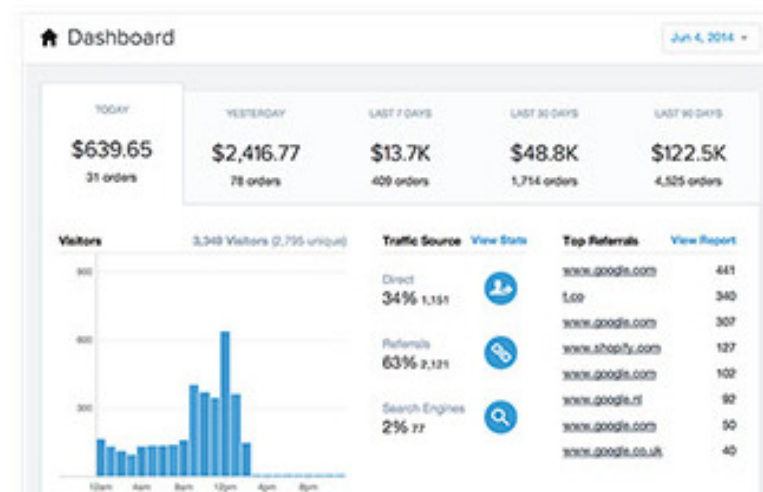 Dashboard
Jun 4, 2014
TODAY
$639.65
31 orders
YESTERDAY
$2,416.77
78 orders
LAST 7 DAYS
$13.7K
409 orders
LAST 30 DAYS
$48.8K
1,714 orders
LAST 90 DAYS
$122.5K
4,525 orders
Visitors
3,349 Visitors (2,795 unique)
900
600
300
12am 4am 8am 12pm 4pm 8pm
Traffic Source View Stats
Direct
34% 1,151
Referrals
63% 2,121
Search Engines
2% 77
Top Referrals View Report
www.google.com 441
t.co 340
www.google.com 307
www.shopify.com 127
www.google.com 102
www.google.nl 92
www.google.com 50
www.google.co.uk 40